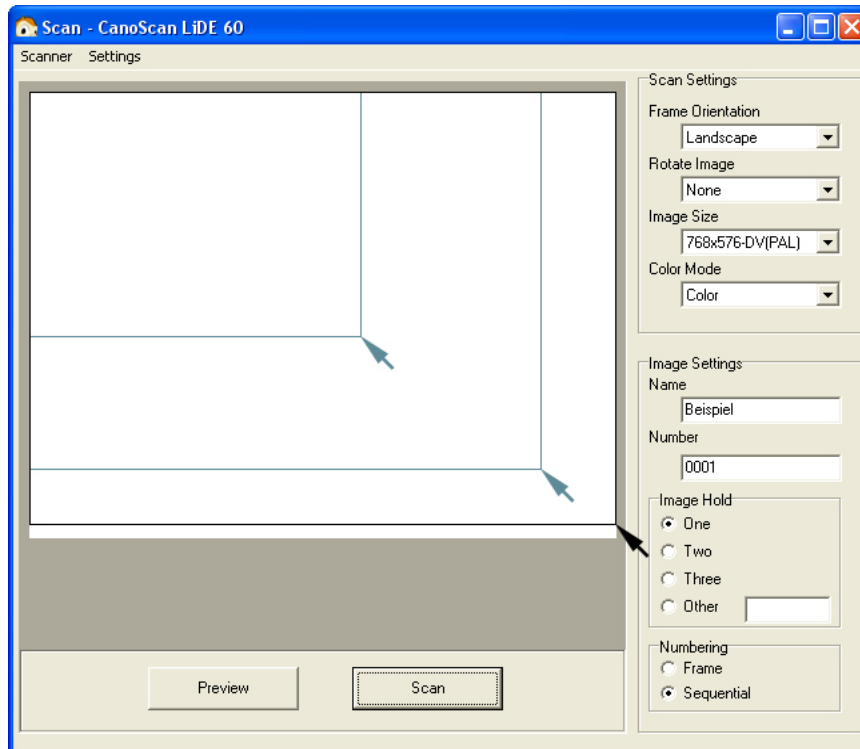 Scan - CanoScan LiDE 60
Scanner Settings
Scan Settings
Frame Orientation
Landscape
Rotate Image
None
Image Size
768x576-DV(PAL)
Color Mode
Color
Image Settings
Name
Beispiel
Number
0001
Image Hold
One
Two
Three
Other
Numbering
Frame
Sequential
Preview Scan